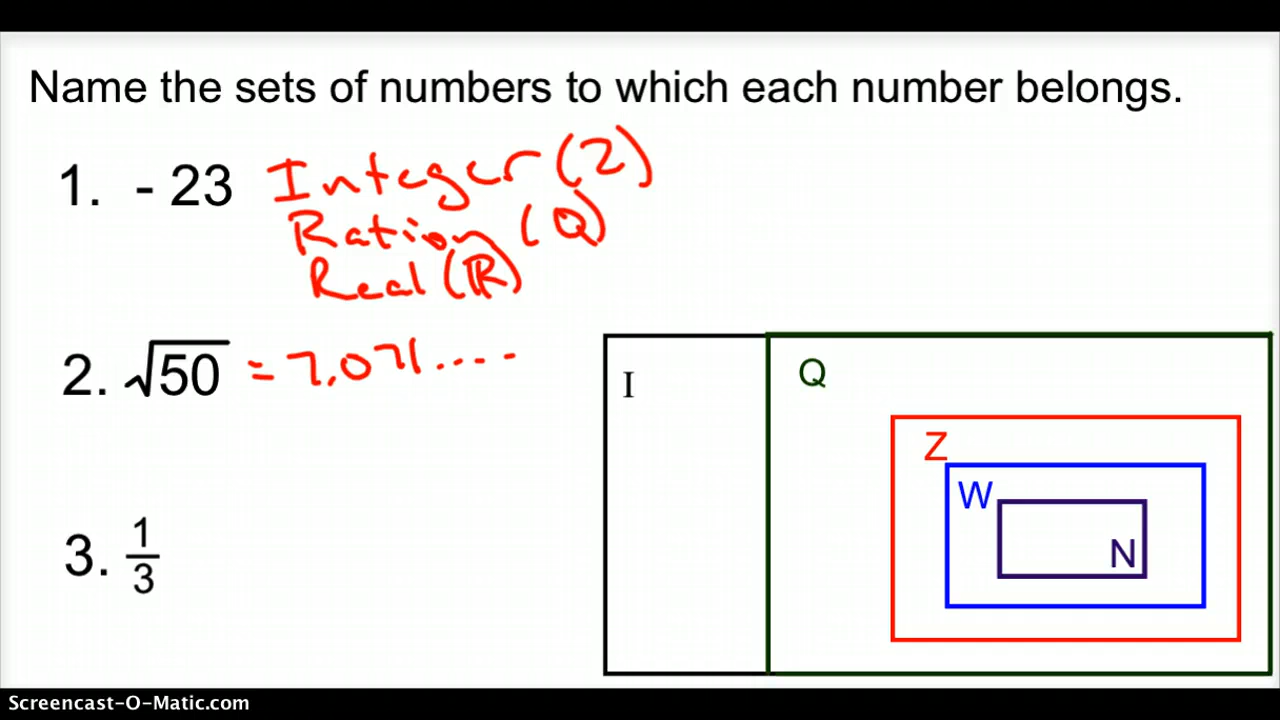 Name the sets of numbers to which each number belongs.
1. - 23 Integer (Z)
Ration (Q)
Real (ℝ)
2. √50 = 7.071....
I
Q
Z
W
N
3. 1/3
Screencast-O-Matic.com